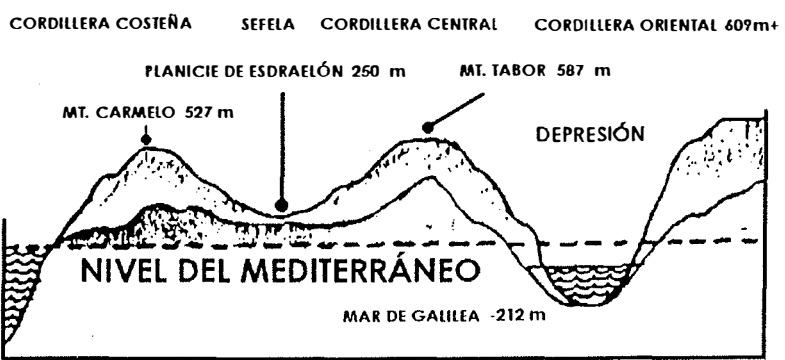 CORDILLERA COSTEÑA SEFELA CORDILLERA CENTRAL CORDILLERA ORIENTAL 609m+
PLANICIE DE ESDRAELÓN 250 m MT. TABOR 587 m
MT. CARMELO 527 m
DEPRESIÓN
NIVEL DEL MEDITERRÁNEO
MAR DE GALILEA -212 m